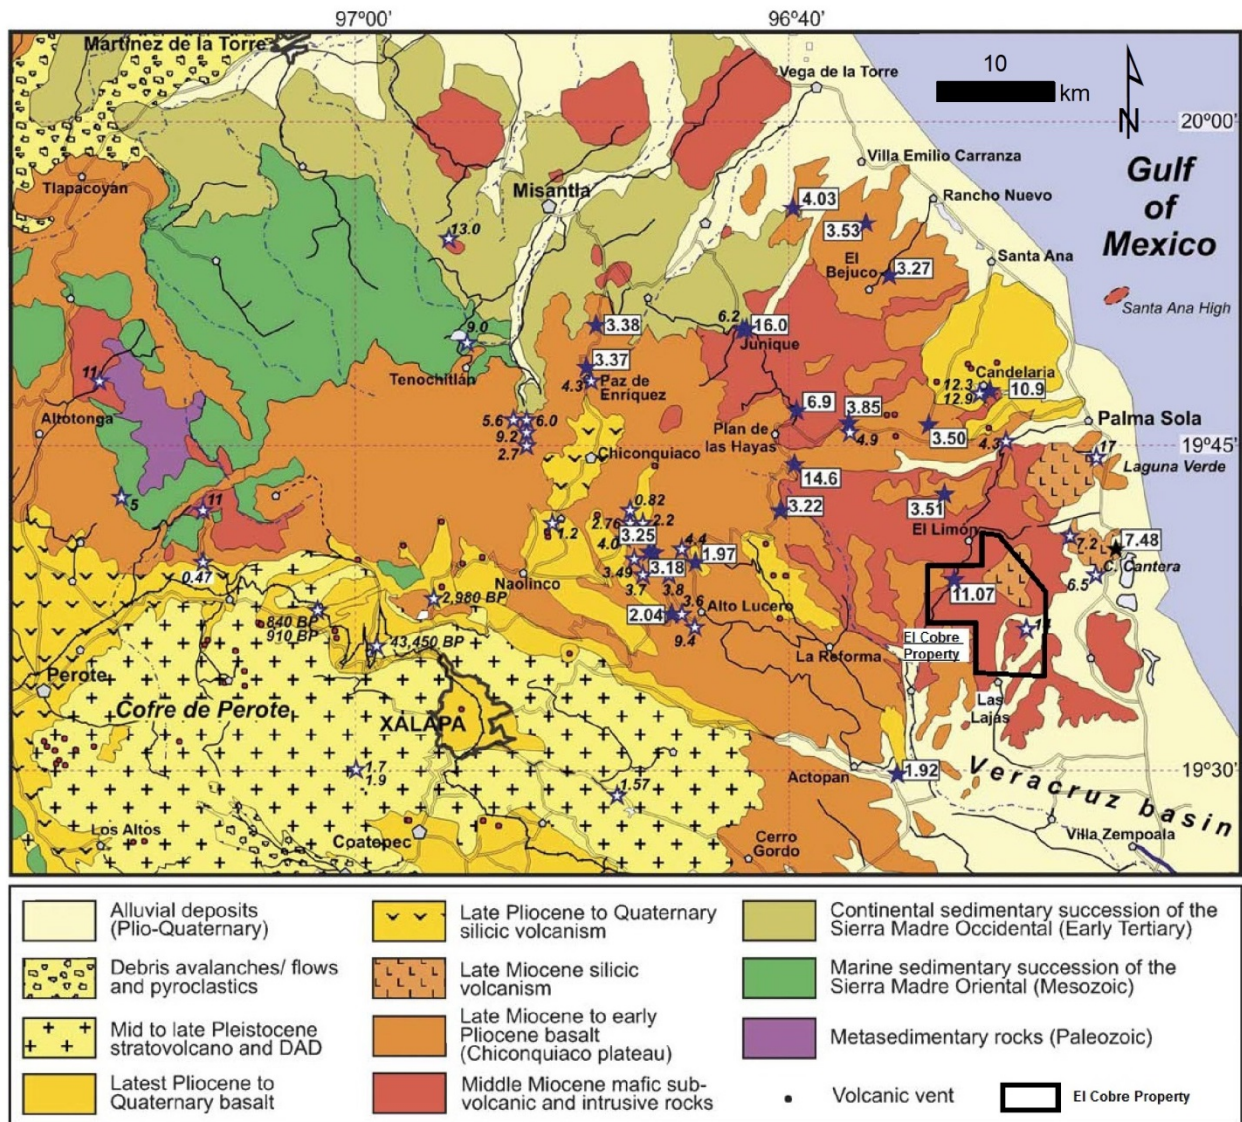 97°00'
96°40'
Martínez de la Torre
Vega de la Torre
10
km
N
20°00'
Villa Emilio Carranza
Tlapacoyan
Misantla
Rancho Nuevo
Gulf
of
Mexico
4.03
3.53
13.0
El
Bejuco
3.27
Santa Ana
Santa Ana High
9.0
3.38
6.2
16.0
Junique
Tenochitlán
3.37
4.3
Paz de
Enríquez
11
Candelaria
12.3
12.9
10.9
Altotonga
5.6
6.0
9.2
2.7
6.9
3.85
4.9
Plan de
las Hayas
3.50
4.3
Palma Sola
19°45'
17
Laguna Verde
Chiconquiaco
14.6
5
11
0.82
2.76
2.2
3.22
3.51
El Limón
1.2
3.25
4.0
4.4
1.97
7.2
7.48
C. Cantera
0.47
3.49
3.18
3.7
3.8
6.5
Naolinco
11.07
2,980 BP
3.6
2.04
Alto Lucero
9.4
840 BP
910 BP
11
43,450 BP
El Cobre
Property
La Reforma
Perote
Cofre de Perote
XALAPA
Las
Lajas
1.7
1.9
1.57
Actopan
1.92
19°30'
Veracruz basin
Los Altos
Coatepec
Cerro
Gordo
Villa Zempoala
Alluvial deposits
(Plio-Quaternary)
Debris avalanches/ flows
and pyroclastics
Mid to late Pleistocene
stratovolcano and DAD
Latest Pliocene to
Quaternary basalt
Late Pliocene to Quaternary
silicic volcanism
Late Miocene silicic
volcanism
Late Miocene to early
Pliocene basalt
(Chiconquiaco plateau)
Middle Miocene mafic sub-
volcanic and intrusive rocks
Continental sedimentary succession of the
Sierra Madre Occidental (Early Tertiary)
Marine sedimentary succession of the
Sierra Madre Oriental (Mesozoic)
Metasedimentary rocks (Paleozoic)
Volcanic vent
El Cobre Property